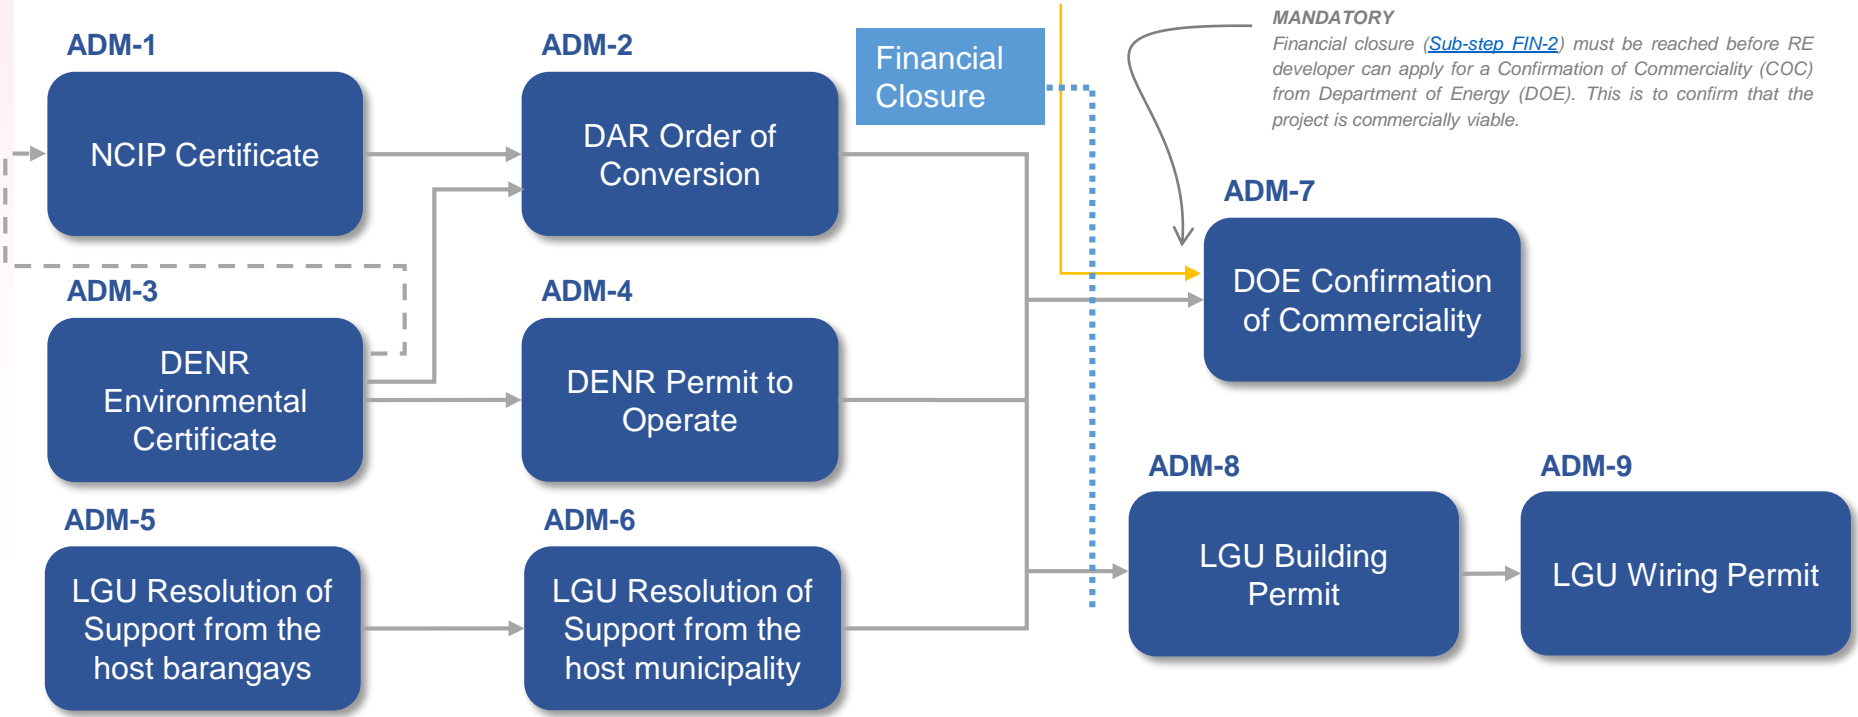 MANDATORY
Financial closure (Sub-step FIN-2) must be reached before RE
developer can apply for a Confirmation of Commerciality (COC)
from Department of Energy (DOE). This is to confirm that the
project is commercially viable.
ADM-1
NCIP Certificate
ADM-2
DAR Order of
Conversion
Financial
Closure
ADM-7
DOE Confirmation
of Commerciality
ADM-3
DENR
Environmental
Certificate
ADM-4
DENR Permit to
Operate
ADM-8
LGU Building
Permit
ADM-9
LGU Wiring Permit
ADM-5
LGU Resolution of
Support from the
host barangays
ADM-6
LGU Resolution of
Support from the
host municipality